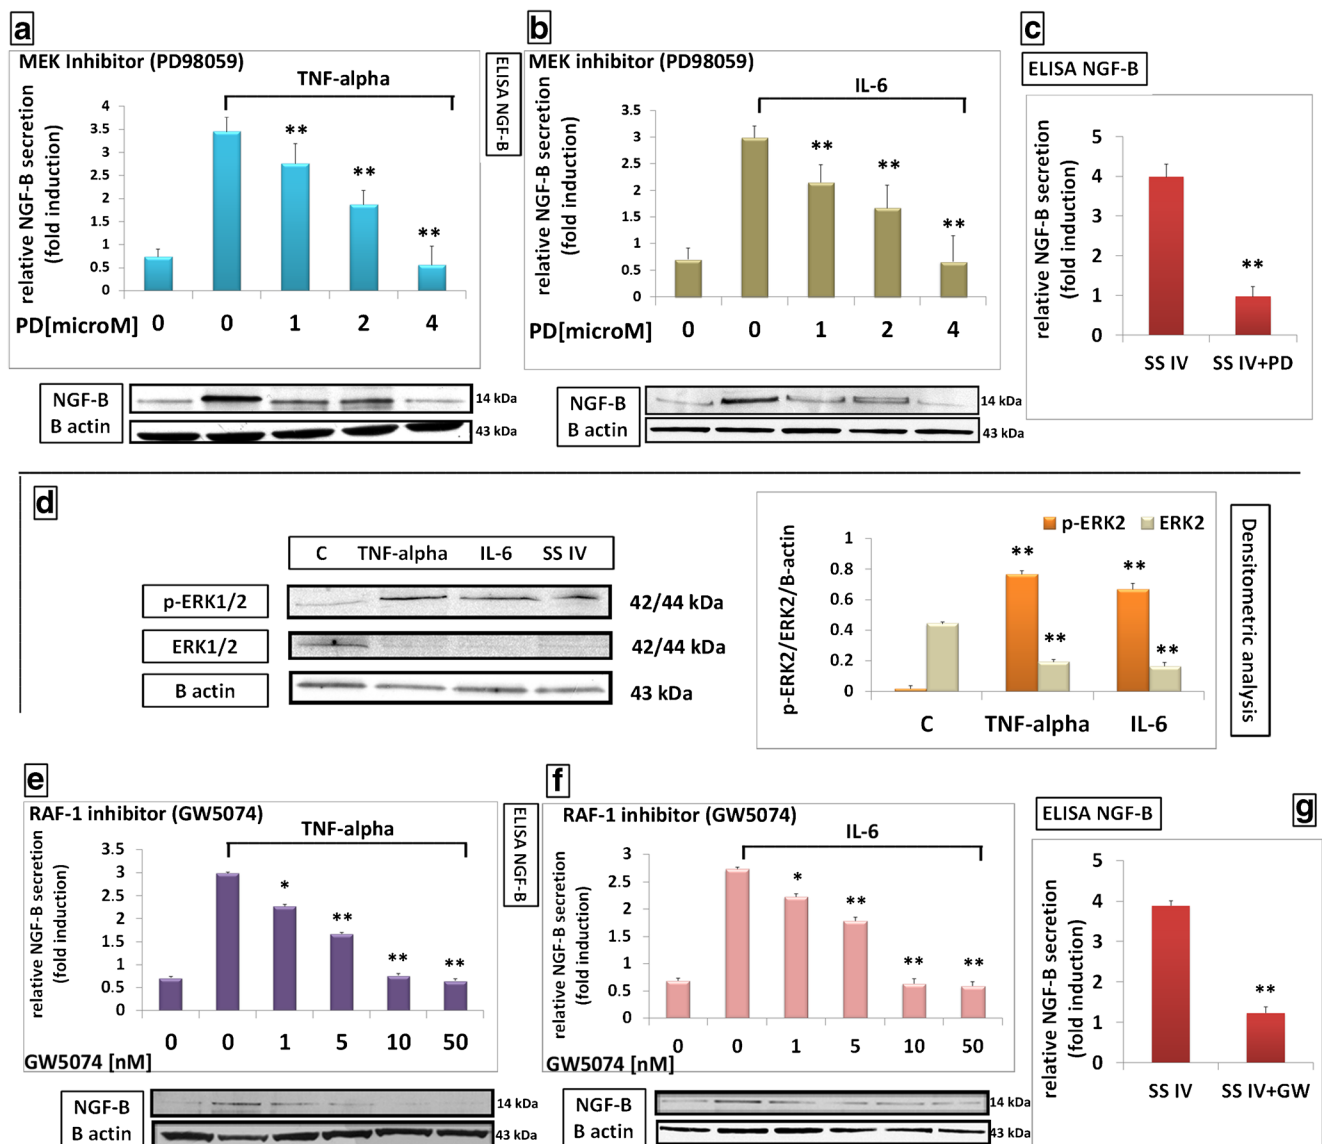 a
MEK Inhibitor (PD98059)
TNF-alpha
relative NGF-B secretion
(fold induction)
4
3.5
3
2.5
2
1.5
1
0.5
0
**
**
**
PD[microM] 0 0 1 2 4
ELISA NGF-B
NGF-B
14 kDa
B actin
43 kDa
b
MEK inhibitor (PD98059)
IL-6
relative NGF-B secretion
(fold induction)
3.5
3
2.5
2
1.5
1
0.5
0
**
**
**
PD[microM] 0 0 1 2 4
NGF-B
14 kDa
B actin
43 kDa
c
ELISA NGF-B
relative NGF-B secretion
(fold induction)
5
4
3
2
1
0
**
SS IV SS IV+PD
d
C TNF-alpha IL-6 SS IV
p-ERK1/2
42/44 kDa
ERK1/2
42/44 kDa
B actin
43 kDa
p-ERK2/ERK2/B-actin
p-ERK2 ERK2
1
0.8
0.6
0.4
0.2
0
**
**
**
**
C TNF-alpha IL-6
Densitometric analysis
e
RAF-1 inhibitor (GW5074)
TNF-alpha
relative NGF-B secretion
(fold induction)
3.5
3
2.5
2
1.5
1
0.5
0
*
**
**
**
0 0 1 5 10 50
GW5074 [nM]
ELISA NGF-B
NGF-B
14 kDa
B actin
43 kDa
f
RAF-1 inhibitor (GW5074)
IL-6
relative NGF-B secretion
(fold induction)
3
2.5
2
1.5
1
0.5
0
*
**
**
**
0 0 1 5 10 50
GW5074 [nM]
NGF-B
14 kDa
B actin
43 kDa
g
ELISA NGF-B
relative NGF-B secretion
(fold induction)
5
4
3
2
1
0
**
SS IV SS IV+GW